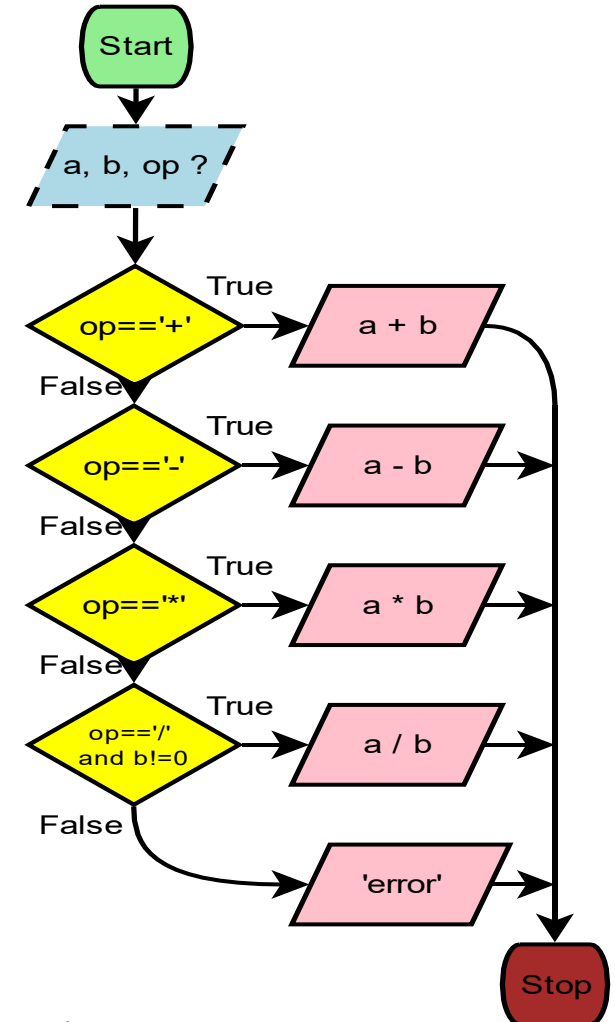 Start
a, b, op ?
True
op=='+'
a + b
False
True
op=='-'
a - b
False
True
op=='*'
a * b
False
True
op=='/'
and b!=0
a / b
False
'error'
Stop